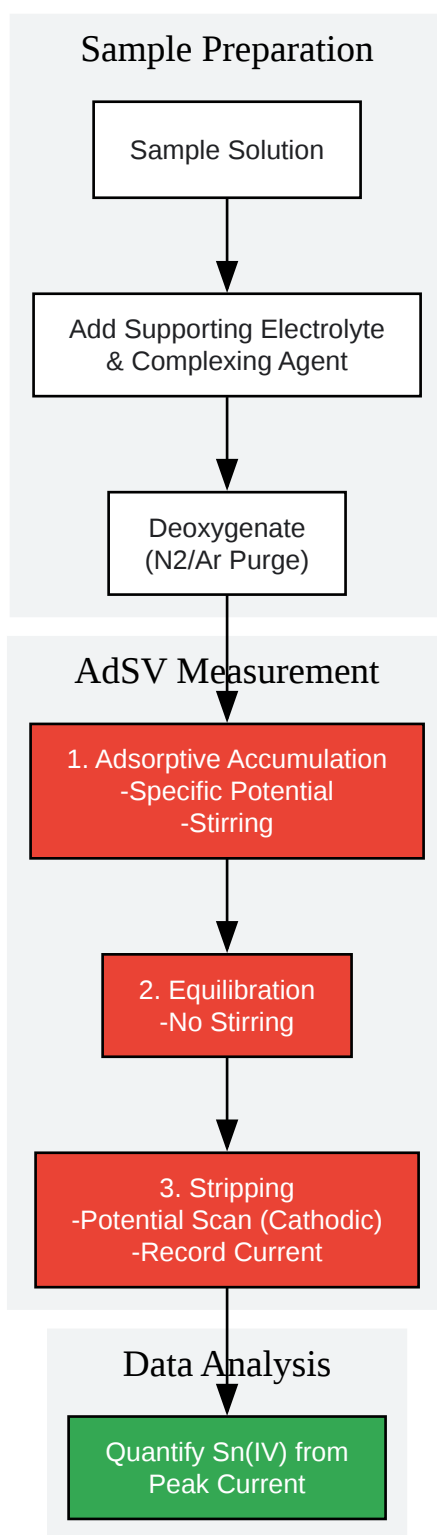 Sample Preparation
Sample Solution
Add Supporting Electrolyte
& Complexing Agent
Deoxygenate
(N2/Ar Purge)
AdSV Measurement
1. Adsorptive Accumulation
-Specific Potential
-Stirring
2. Equilibration
-No Stirring
3. Stripping
-Potential Scan (Cathodic)
-Record Current
Data Analysis
Quantify Sn(IV) from
Peak Current